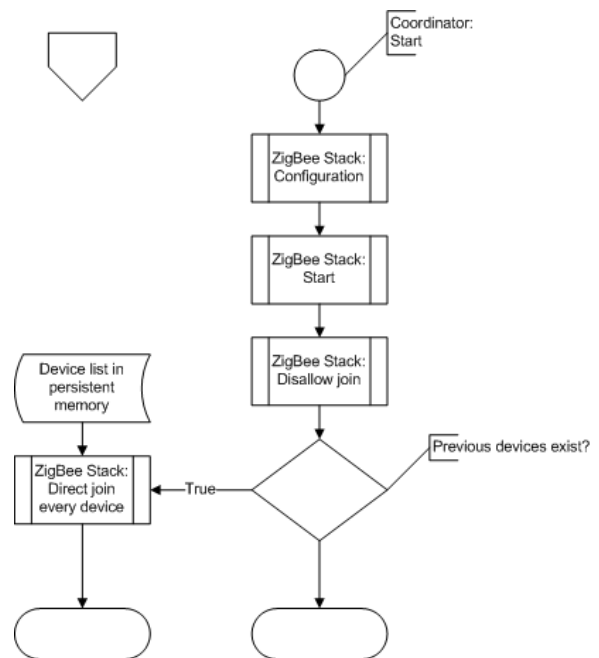 Coordinator:
Start
ZigBee Stack:
Configuration
ZigBee Stack:
Start
ZigBee Stack:
Disallow join
Device list in
persistent
memory
Previous devices exist?
ZigBee Stack:
Direct join
every device
True